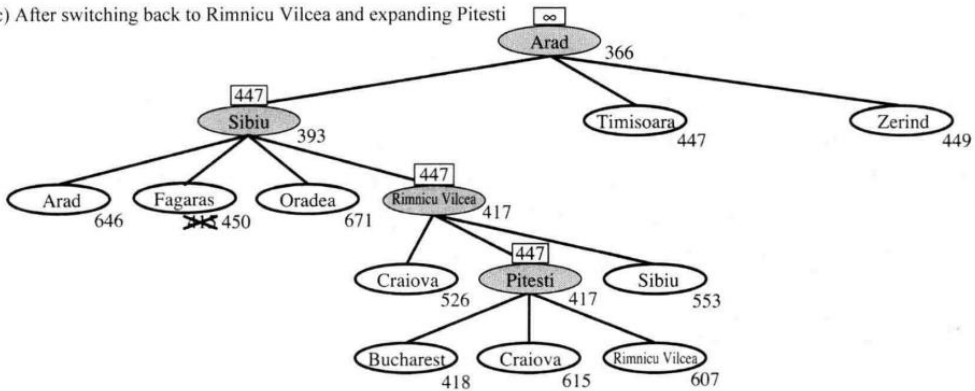 c) After switching back to Rimnicu Vilcea and expanding Pitesti
∞
Arad
366
447
Sibiu
393
Timisoara
447
Zerind
449
447
Arad
646
Fagaras
415 450
Oradea
671
Rimnicu Vilcea
417
447
Craiova
526
Pitesti
417
Sibiu
553
Bucharest
418
Craiova
615
Rimnicu Vilcea
607